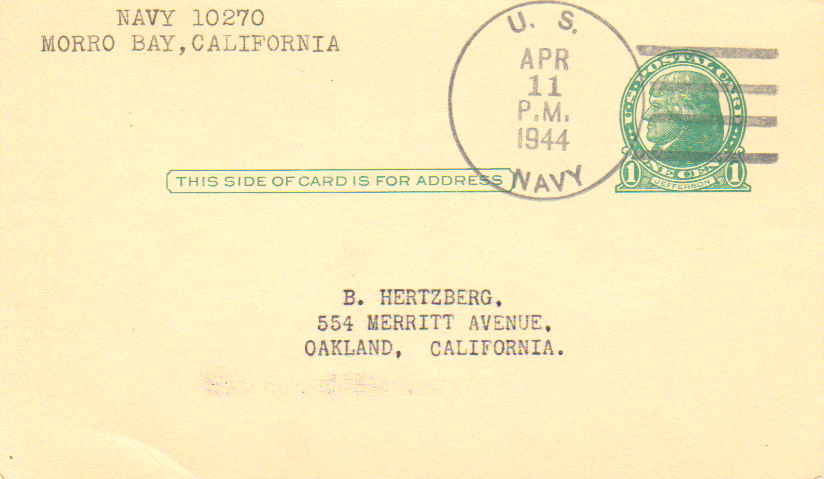 NAVY 10270
MORRO BAY, CALIFORNIA
U. S.
APR
11
P.M.
1944
NAVY
U.S. POSTAL CARD
ONE CENT
1 JEFFERSON 1
THIS SIDE OF CARD IS FOR ADDRESS
B. HERTZBERG,
554 MERRITT AVENUE,
OAKLAND, CALIFORNIA.